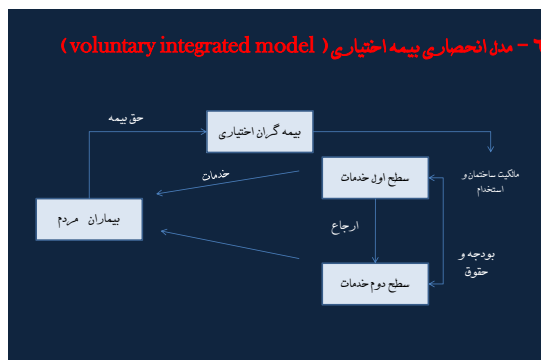 ٦ – مدل انحصاری بیمه اختیاری ( voluntary integrated model )
حق بیمه
بیمه گران اختیاری
خدمات
سطح اول خدمات
مالکیت ساختمان و
استخدام
بیماران مردم
ارجاع
بودجه و
حقوق
سطح دوم خدمات